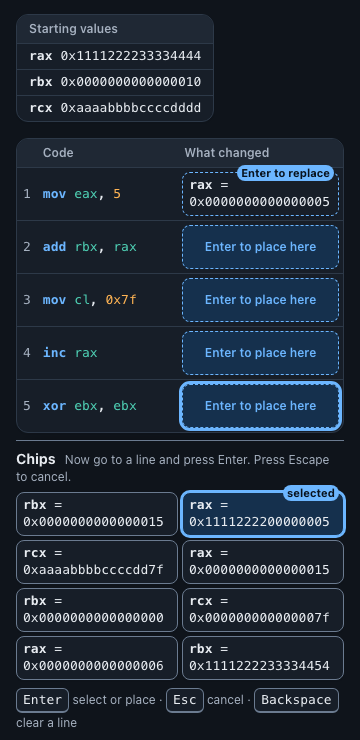 Starting values
rax 0x1111222233334444
rbx 0x0000000000000010
rcx 0xaaaabbbbccccdddd
Code What changed
Enter to replace
1 mov eax, 5 rax =
0x0000000000000005
2 add rbx, rax Enter to place here
3 mov cl, 0x7f Enter to place here
4 inc rax Enter to place here
5 xor ebx, ebx Enter to place here
Chips Now go to a line and press Enter. Press Escape
to cancel.
selected
rbx = rax =
0x0000000000000015 0x1111222200000005
rcx = rax =
0xaaaabbbbccccdd7f 0x0000000000000015
rbx = rcx =
0x0000000000000000 0x000000000000007f
rax = rbx =
0x0000000000000006 0x1111222233334454
Enter select or place · Esc cancel · Backspace
clear a line